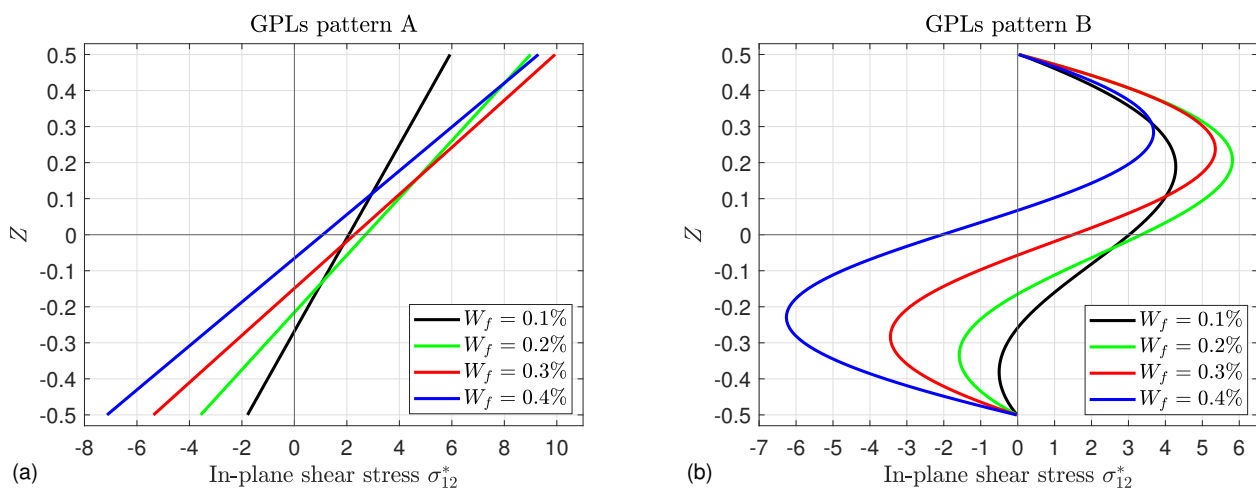 GPLs pattern A
0.5
0.4
0.3
0.2
0.1
0
-0.1
-0.2
-0.3
-0.4
-0.5
Z
W_f = 0.1%
W_f = 0.2%
W_f = 0.3%
W_f = 0.4%
-8 -6 -4 -2 0 2 4 6 8 10
(a)
In-plane shear stress σ*₁₂
GPLs pattern B
0.5
0.4
0.3
0.2
0.1
0
-0.1
-0.2
-0.3
-0.4
-0.5
Z
W_f = 0.1%
W_f = 0.2%
W_f = 0.3%
W_f = 0.4%
-7 -6 -5 -4 -3 -2 -1 0 1 2 3 4 5 6
(b)
In-plane shear stress σ*₁₂